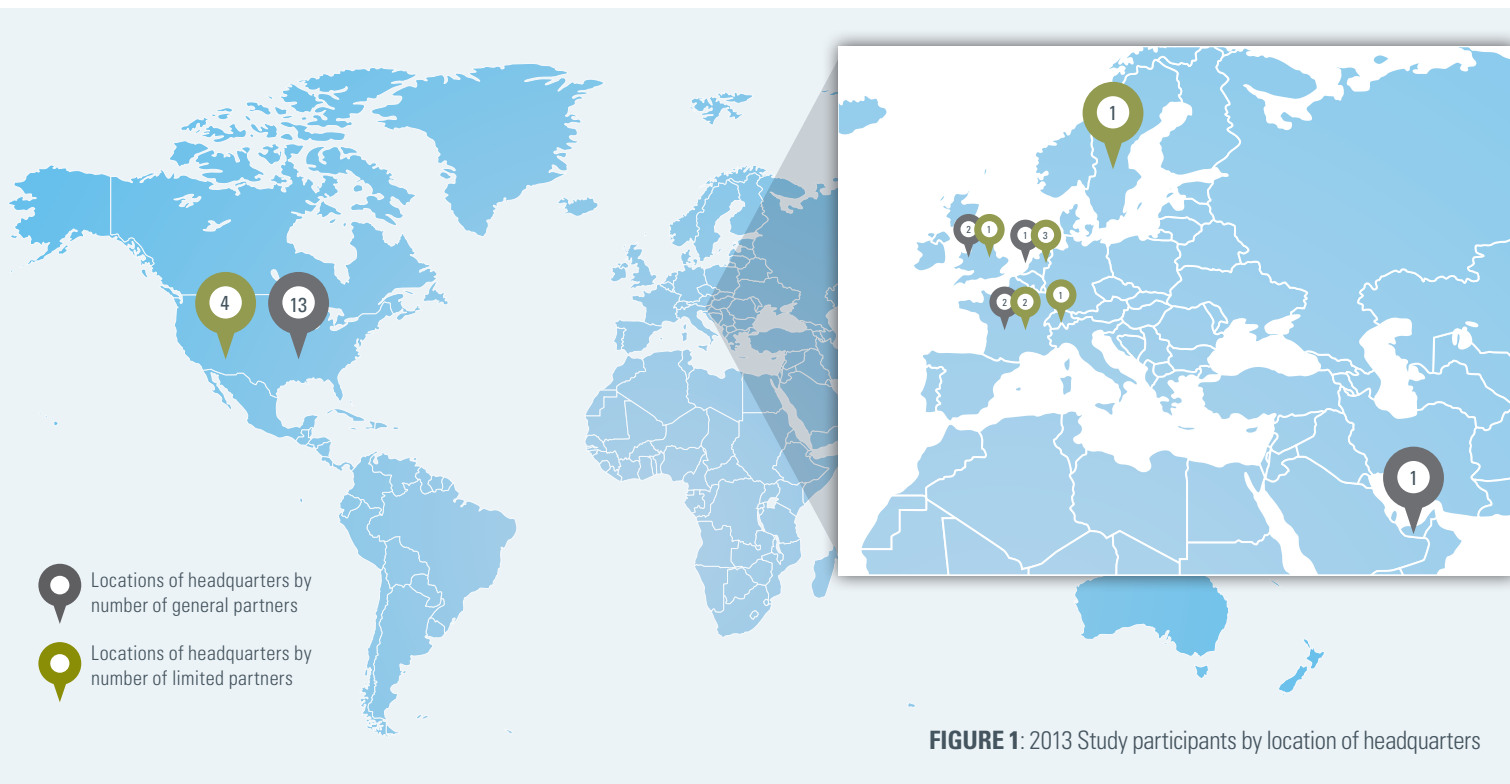 1
2
1
1
3
2
2
1
4
13
1
Locations of headquarters by
number of general partners
Locations of headquarters by
number of limited partners
FIGURE 1: 2013 Study participants by location of headquarters